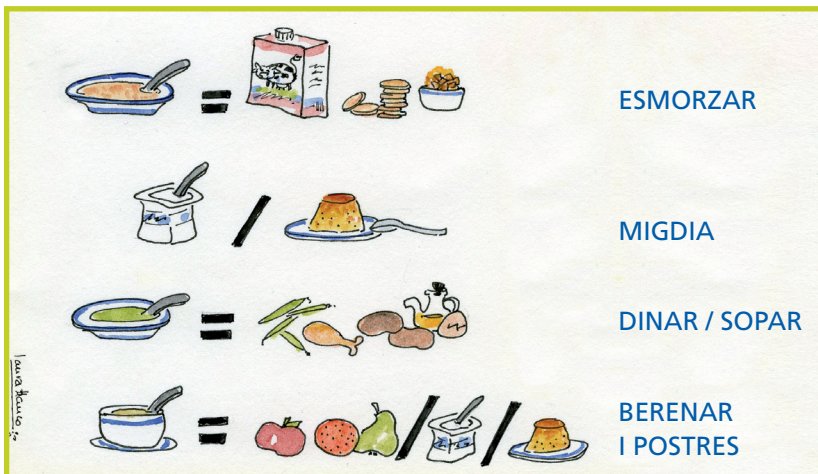 ESMORZAR
MIGDIA
DINAR / SOPAR
BERENAR
I POSTRES